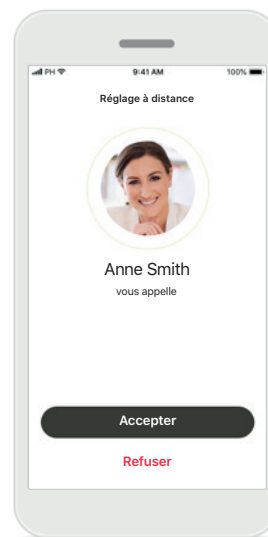 PH 9:41 AM 100%
Réglage à distance
Anne Smith
vous appelle
Accepter
Refuser